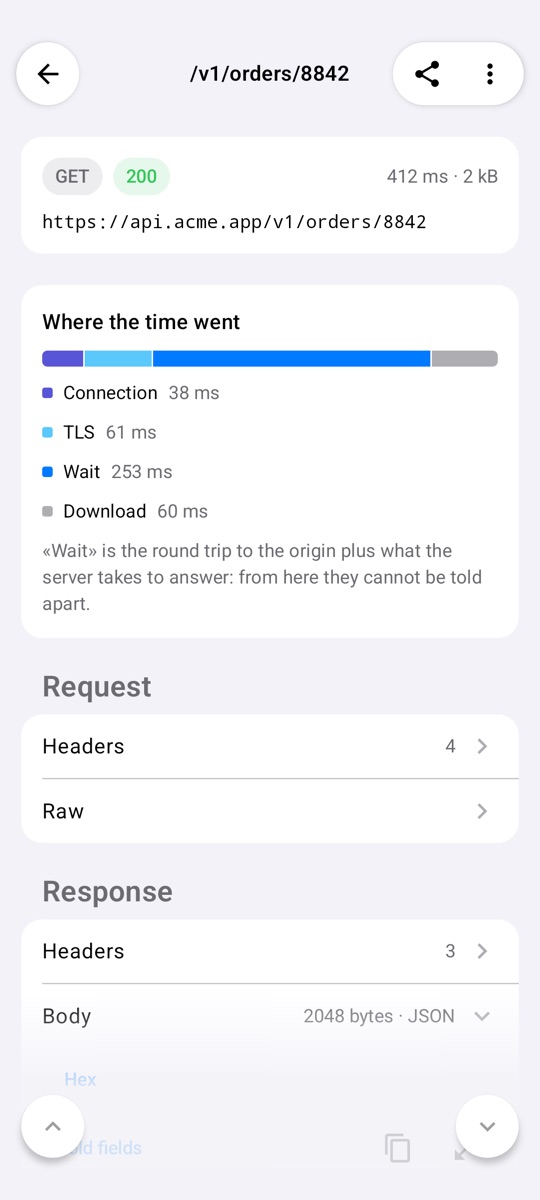 /v1/orders/8842
GET 200 412 ms · 2 kB
https://api.acme.app/v1/orders/8842
Where the time went
Connection 38 ms
TLS 61 ms
Wait 253 ms
Download 60 ms
«Wait» is the round trip to the origin plus what the
server takes to answer: from here they cannot be told
apart.
Request
Headers 4
Raw
Response
Headers 3
Body 2048 bytes · JSON
Hex
fields